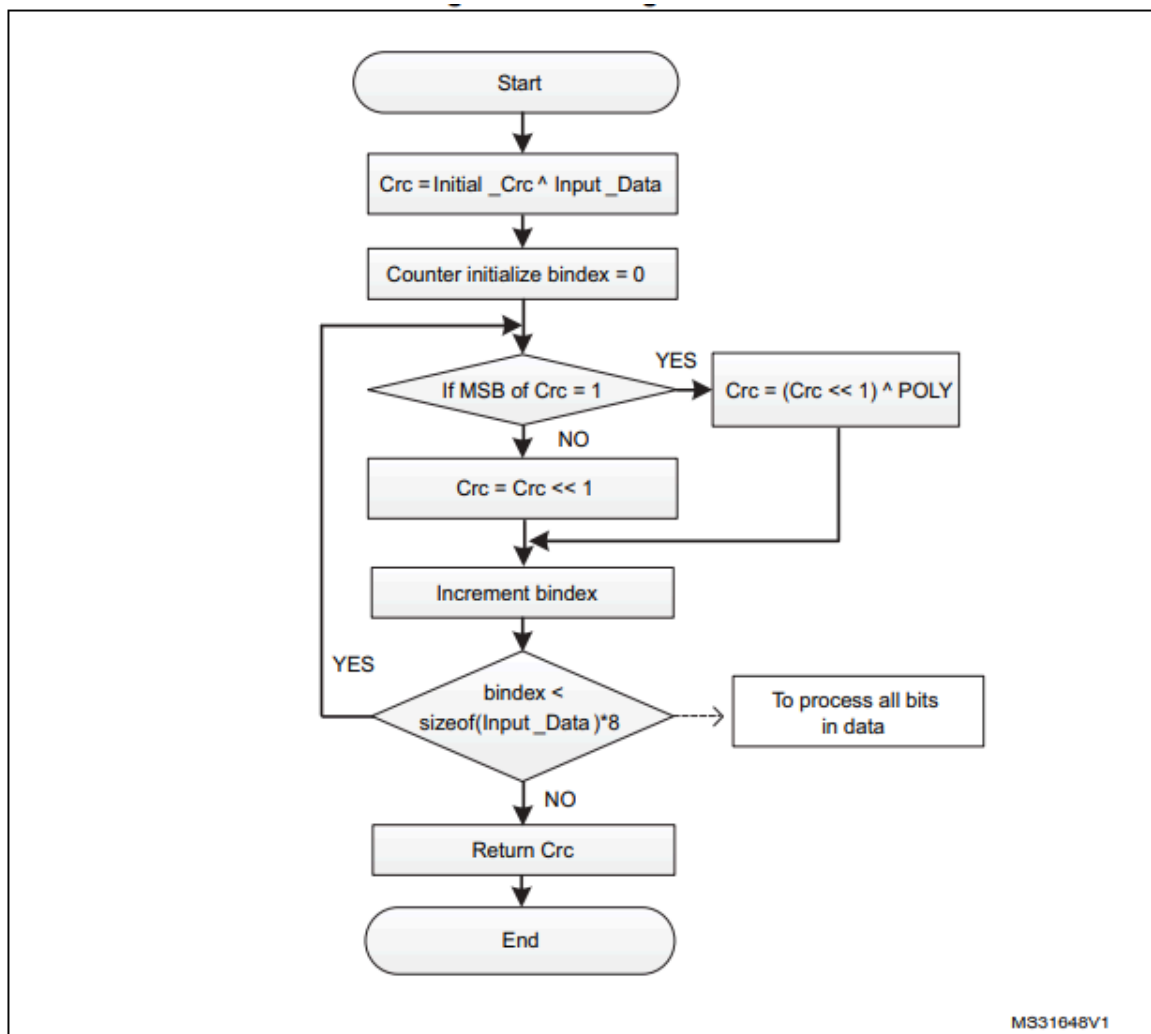 Start
Crc = Initial _Crc ^ Input _Data
Counter initialize bindex = 0
If MSB of Crc = 1
YES
Crc = (Crc << 1) ^ POLY
NO
Crc = Crc << 1
Increment bindex
YES
bindex <
sizeof(Input _Data )*8
To process all bits
in data
NO
Return Crc
End
MS31648V1